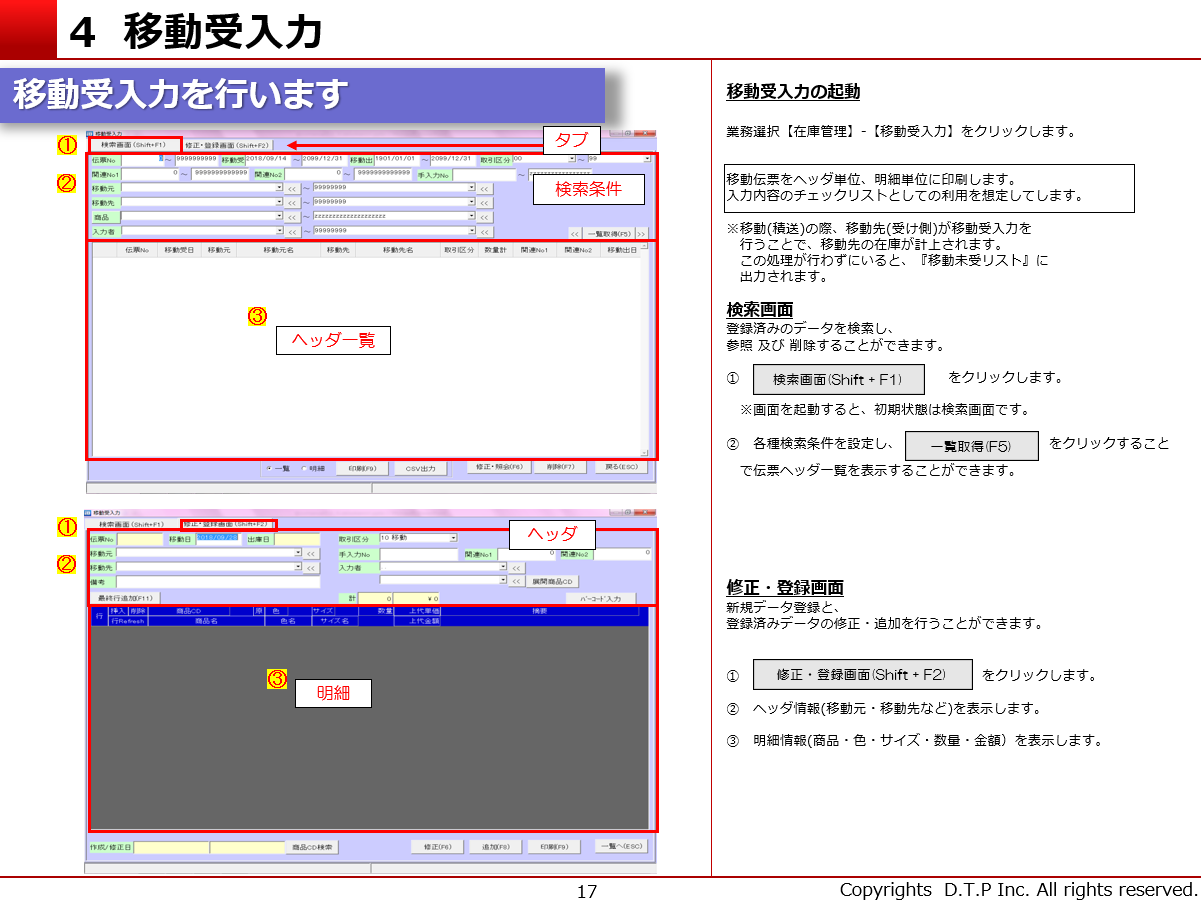 4 移動受入力
移動受入力を行います
移動受入力
検索画面(Shift+F1) 修正・登録画面(Shift+F2)
タブ
①
②
伝票No ～ 9999999999 移動受 2018/09/14 ～ 2099/12/31 移動出 1901/01/01 ～ 2099/12/31 取引区分 00 ～ 99
関連No1 0 ～ 9999999999999 関連No2 0 ～ 9999999999999 手入力No ～
検索条件
移動元 << ～ 99999999 <<
移動先 << ～ 99999999 <<
商品 << ～ zzzzzzzzzzzzzzzzzzzz <<
入力者 << ～ 99999999 << << 一覧取得(F5) >>
伝票No 移動受日 移動元 移動元名 移動先 移動先名 取引区分 数量計 関連No1 関連No2 移動出日
③
ヘッダ一覧
一覧 明細 印刷(F9) CSV出力 修正・照会(F6) 削除(F7) 戻る(ESC)
移動受入力
①
検索画面(Shift+F1) 修正・登録画面(Shift+F2)
ヘッダ
②
伝票No 移動日 2018/09/28 出庫日 取引区分 10 移動
移動元 << 手入力No 関連No1 0 関連No2 0
移動先 << 入力者 <<
備考 << 展開商品CD
最終行追加(F11) 計 0 ¥0 バーコード入力
行 挿入 削除 商品CD 原 色 サイズ 数量 上代単価 摘要
行Refresh 商品名 色名 サイズ名 上代金額
③
明細
作成/修正日 商品CD検索 修正(F6) 追加(F8) 印刷(F9) 一覧へ(ESC)
移動受入力の起動
業務選択【在庫管理】-【移動受入力】をクリックします。
移動伝票をヘッダ単位、明細単位に印刷します。
入力内容のチェックリストとしての利用を想定してします。
※移動(積送)の際、移動先(受け側)が移動受入力を
行うことで、移動先の在庫が計上されます。
この処理が行わずにいると、『移動未受リスト』に
出力されます。
検索画面
登録済みのデータを検索し、
参照 及び 削除することができます。
① 検索画面(Shift + F1) をクリックします。
※画面を起動すると、初期状態は検索画面です。
② 各種検索条件を設定し、 一覧取得(F5) をクリックすること
で伝票ヘッダ一覧を表示することができます。
修正・登録画面
新規データ登録と、
登録済みデータの修正・追加を行うことができます。
① 修正・登録画面(Shift + F2) をクリックします。
② ヘッダ情報(移動元・移動先など)を表示します。
③ 明細情報(商品・色・サイズ・数量・金額）を表示します。
17
Copyrights D.T.P Inc. All rights reserved.